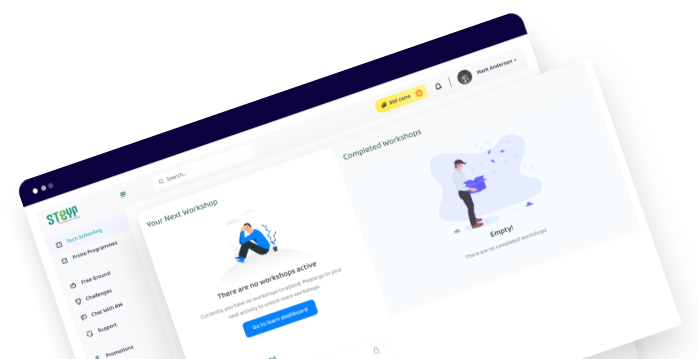 Mark Anderson
300 coins
Search..
STeYP
Tech Schooling
Prime Programmes
Free Ground
Challenges
Chat With RM
Support
Promotions
Your Next Workshop
There are no workshops active
Currently you have no workshops to attend. Please go to your
next activity to unlock more workshops.
Go to learn dashboard
Completed Workshops
Empty!
There are no completed workshops